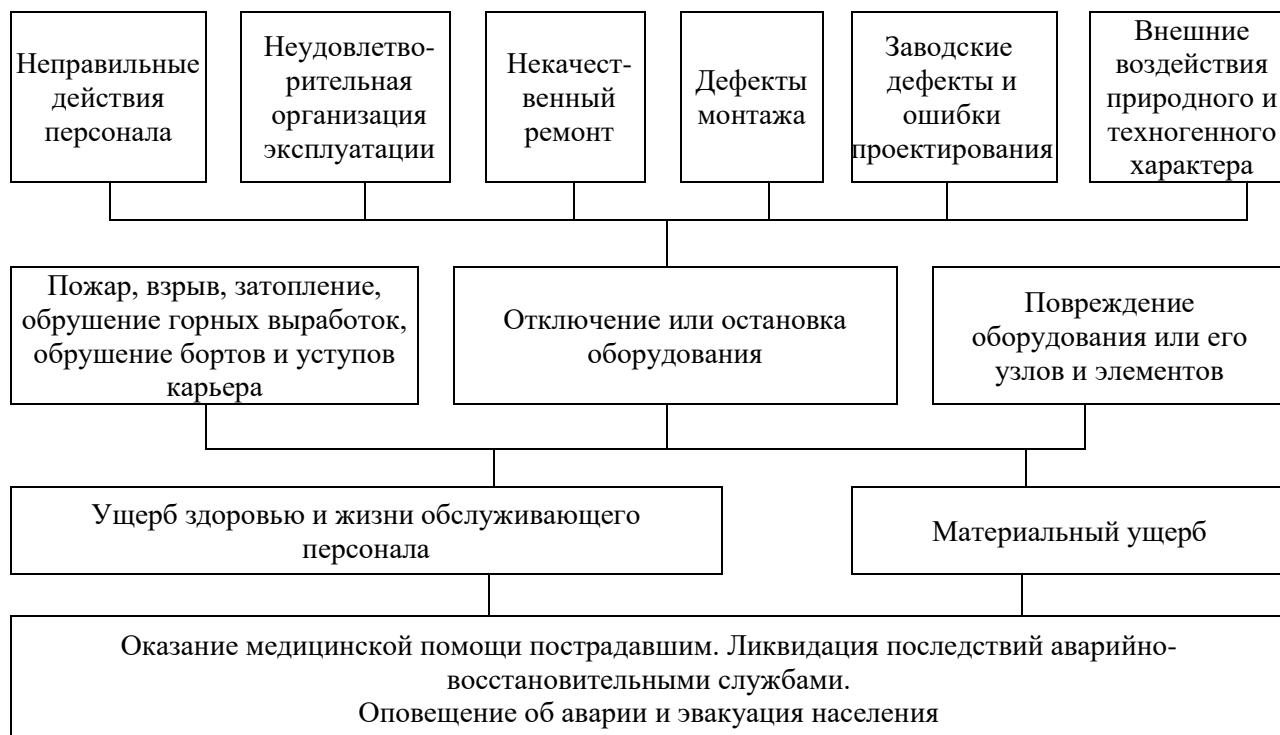 Неправильные
действия
персонала
Неудовлетво-
рительная
организация
эксплуатации
Некачест-
венный
ремонт
Дефекты
монтажа
Заводские
дефекты и
ошибки
проектирования
Внешние
воздействия
природного и
техногенного
характера
Пожар, взрыв, затопление,
обрушение горных выработок,
обрушение бортов и уступов
карьера
Отключение или остановка
оборудования
Повреждение
оборудования или его
узлов и элементов
Ущерб здоровью и жизни обслуживающего
персонала
Материальный ущерб
Оказание медицинской помощи пострадавшим. Ликвидация последствий аварийно-
восстановительными службами.
Оповещение об аварии и эвакуация населения